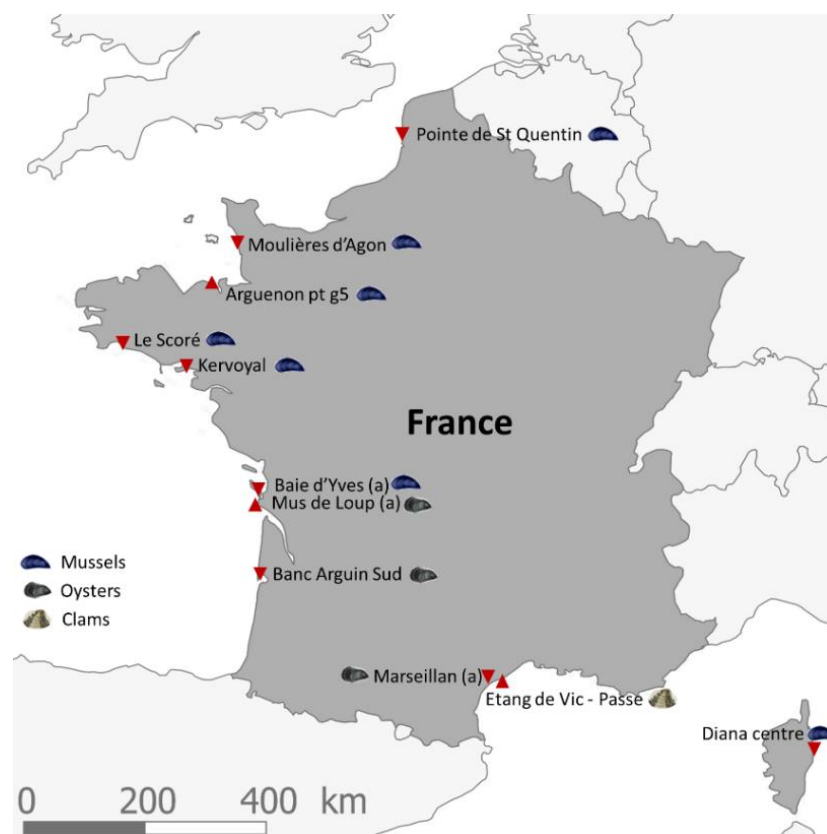 Pointe de St Quentin
Moulières d'Agon
Arguenon pt g5
Le Scoré
Kervoyal
France
Baie d'Yves (a)
Mus de Loup (a)
Mussels
Oysters
Banc Arguin Sud
Clams
Marseillan (a)
Etang de Vic - Passe
Diana centre
0 200 400 km